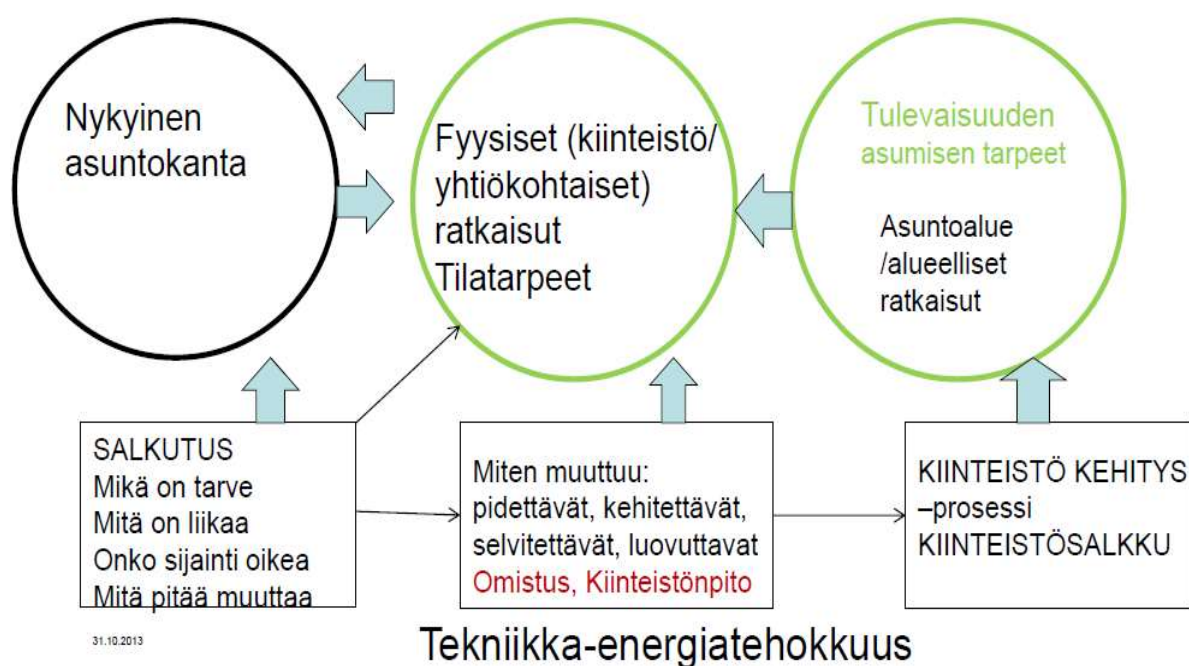 Nykyinen
asuntokanta
Fyysiset (kiinteistö/
yhtiökohtaiset)
ratkaisut
Tilatarpeet
Tulevaisuuden
asumisen tarpeet
Asuntoalue
/alueelliset
ratkaisut
SALKUTUS
Mikä on tarve
Mitä on liikaa
Onko sijainti oikea
Mitä pitää muuttaa
Miten muuttuu:
pidettävät, kehitettävät,
selvitettävät, luovuttavat
Omistus, Kiinteistönpito
KIINTEISTÖ KEHITYS
–prosessi
KIINTEISTÖSALKKU
31.10.2013
Tekniikka-energiatehokkuus